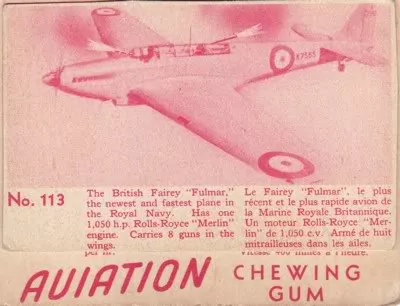 K7555
No. 113
The British Fairey "Fulmar,"
the newest and fastest plane in
the Royal Navy. Has one
1,050 h.p. Rolls-Royce "Merlin"
engine. Carries 8 guns in the
wings.
Le Fairey "Fulmar", le plus
récent et le plus rapide avion de
la Marine Royale Britannique.
Un moteur Rolls-Royce "Mer-
lin" de 1,050 c.v. Armé de huit
mitrailleuses dans les ailes.
AVIATION CHEWING
GUM